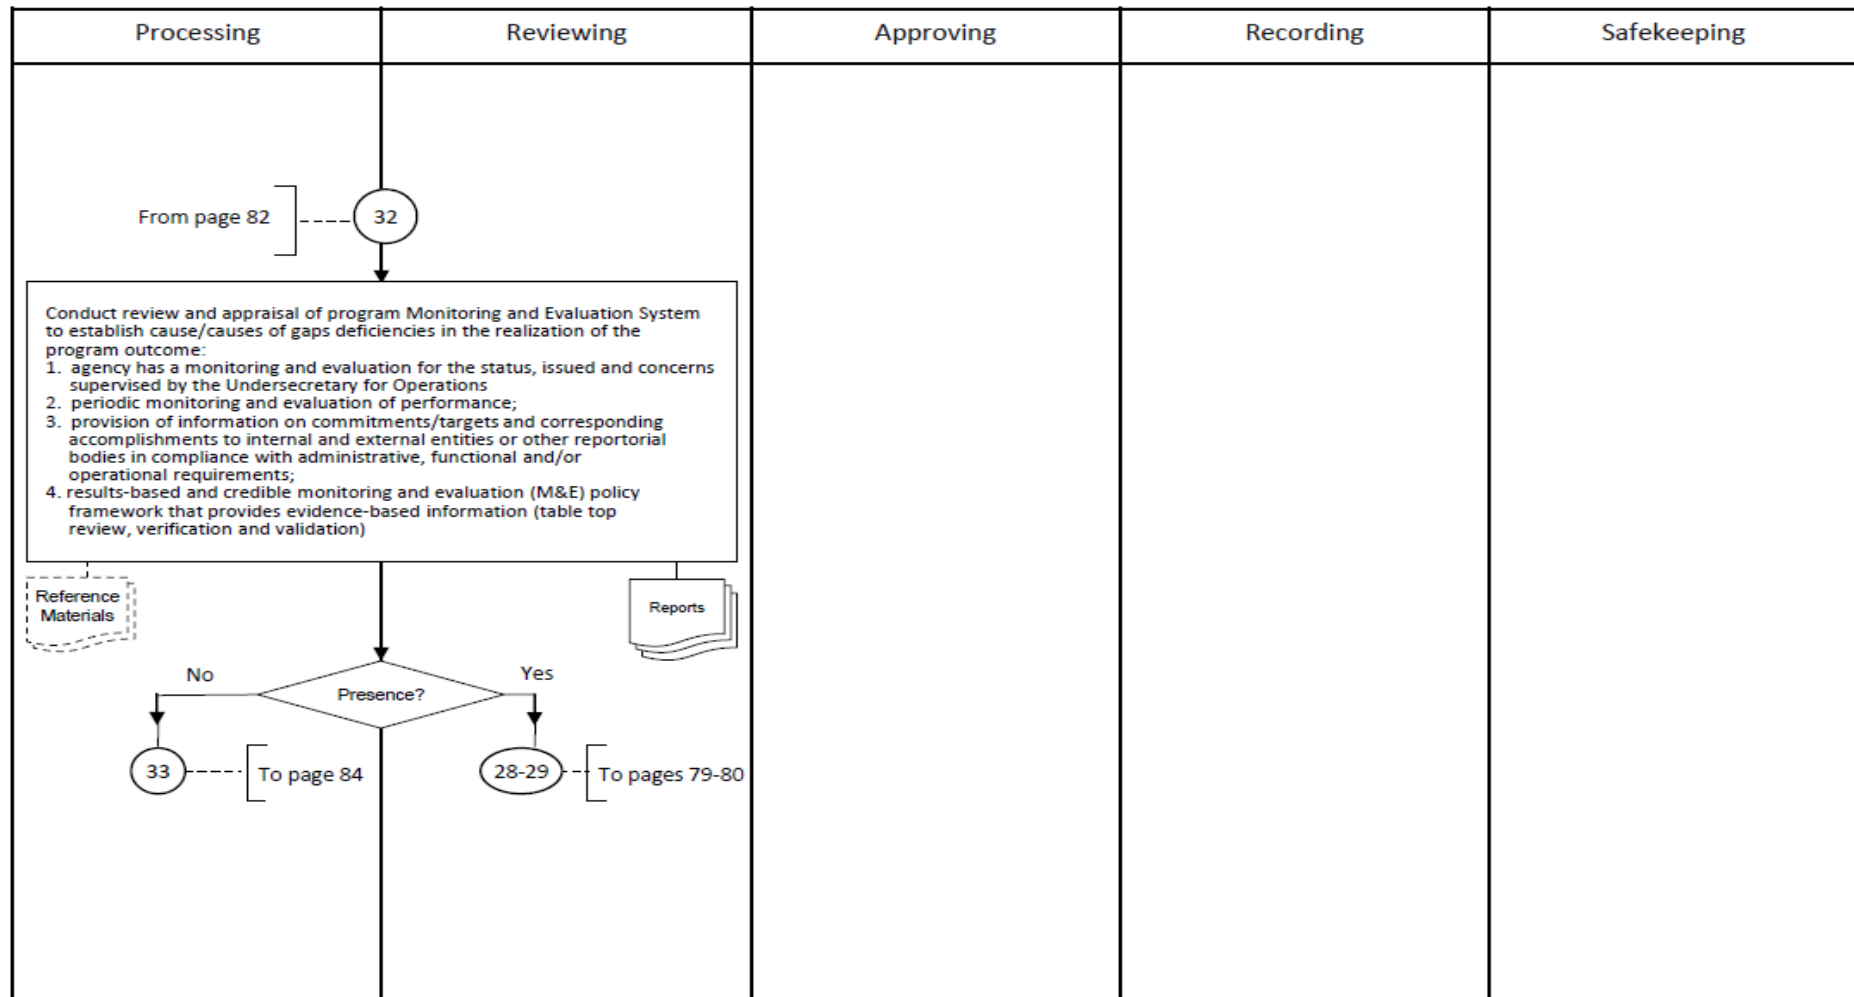 Processing
Reviewing
Approving
Recording
Safekeeping
From page 82
32
Conduct review and appraisal of program Monitoring and Evaluation System
to establish cause/causes of gaps deficiencies in the realization of the
program outcome:
1. agency has a monitoring and evaluation for the status, issued and concerns
supervised by the Undersecretary for Operations
2. periodic monitoring and evaluation of performance;
3. provision of information on commitments/targets and corresponding
accomplishments to internal and external entities or other reportorial
bodies in compliance with administrative, functional and/or
operational requirements;
4. results-based and credible monitoring and evaluation (M&E) policy
framework that provides evidence-based information (table top
review, verification and validation)
Reference
Materials
Reports
No
Yes
Presence?
33
To page 84
28-29
To pages 79-80